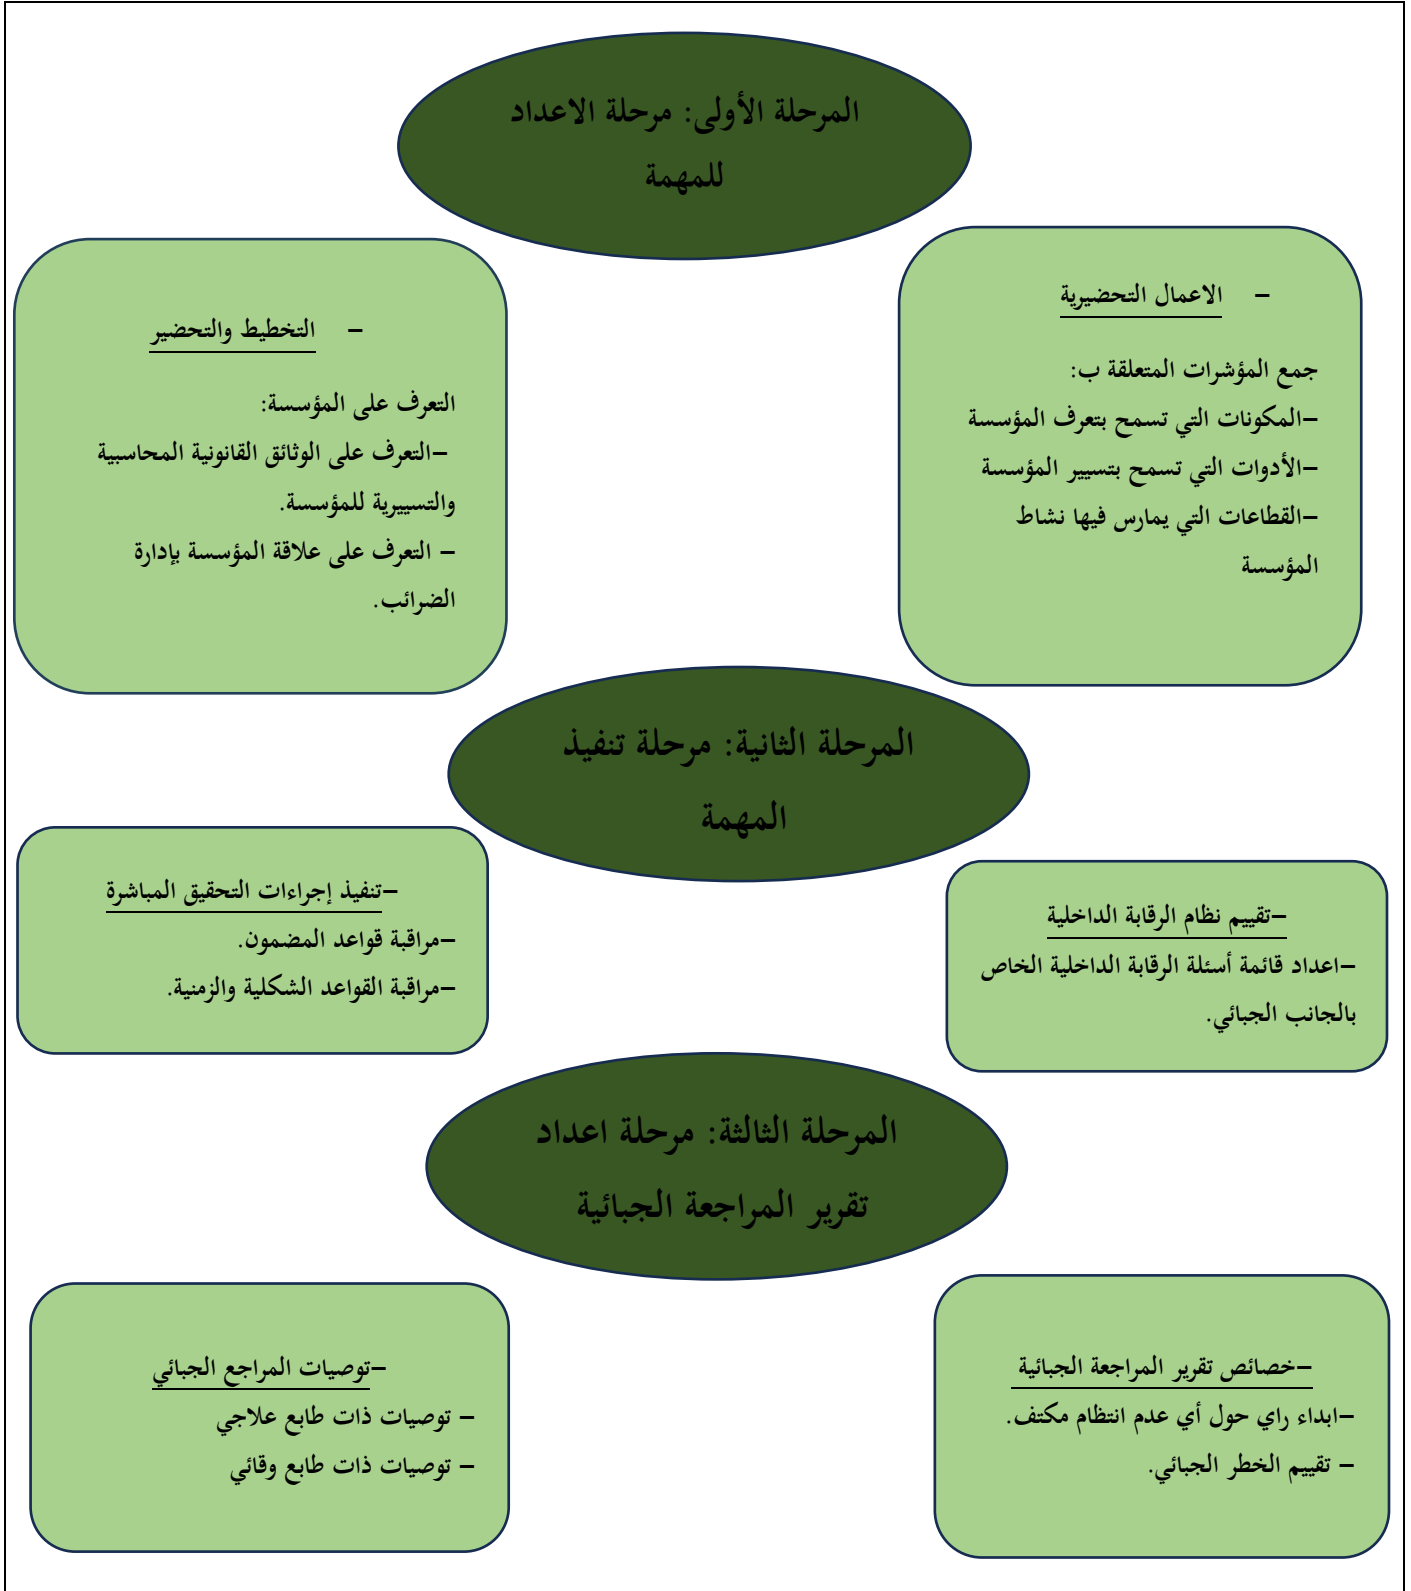 المرحلة الأولى: مرحلة الاعداد
للمهمة
– الاعمال التحضيرية
جمع المؤشرات المتعلقة ب:
–المكونات التي تسمح بتعرف المؤسسة
–الأدوات التي تسمح بتسيير المؤسسة
–القطاعات التي يمارس فيها نشاط
المؤسسة
– التخطيط والتحضير
التعرف على المؤسسة:
–التعرف على الوثائق القانونية المحاسبية
والتسييرية للمؤسسة.
– التعرف على علاقة المؤسسة بإدارة
الضرائب.
المرحلة الثانية: مرحلة تنفيذ
المهمة
–تقييم نظام الرقابة الداخلية
–اعداد قائمة أسئلة الرقابة الداخلية الخاص
بالجانب الجبائي.
–تنفيذ إجراءات التحقيق المباشرة
–مراقبة قواعد المضمون.
–مراقبة القواعد الشكلية والزمنية.
المرحلة الثالثة: مرحلة اعداد
تقرير المراجعة الجبائية
–خصائص تقرير المراجعة الجبائية
–ابداء راي حول أي عدم انتظام مكتف.
– تقييم الخطر الجبائي.
–توصيات المراجع الجبائي
– توصيات ذات طابع علاجي
– توصيات ذات طابع وقائي